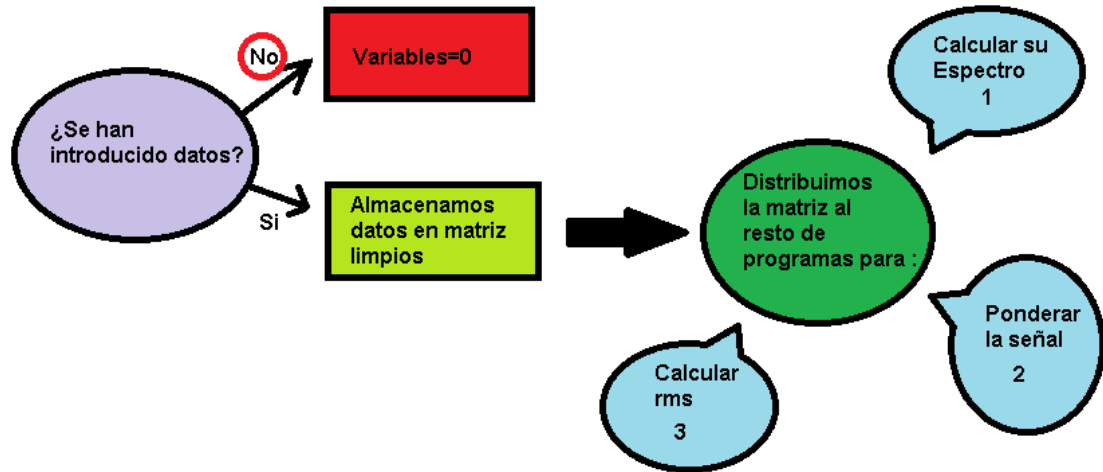 ¿Se han
introducido datos?
No
Variables=0
Si
Almacenamos
datos en matriz
limpios
Distribuimos
la matriz al
resto de
programas para :
Calcular su
Espectro
1
Ponderar
la señal
2
Calcular
rms
3